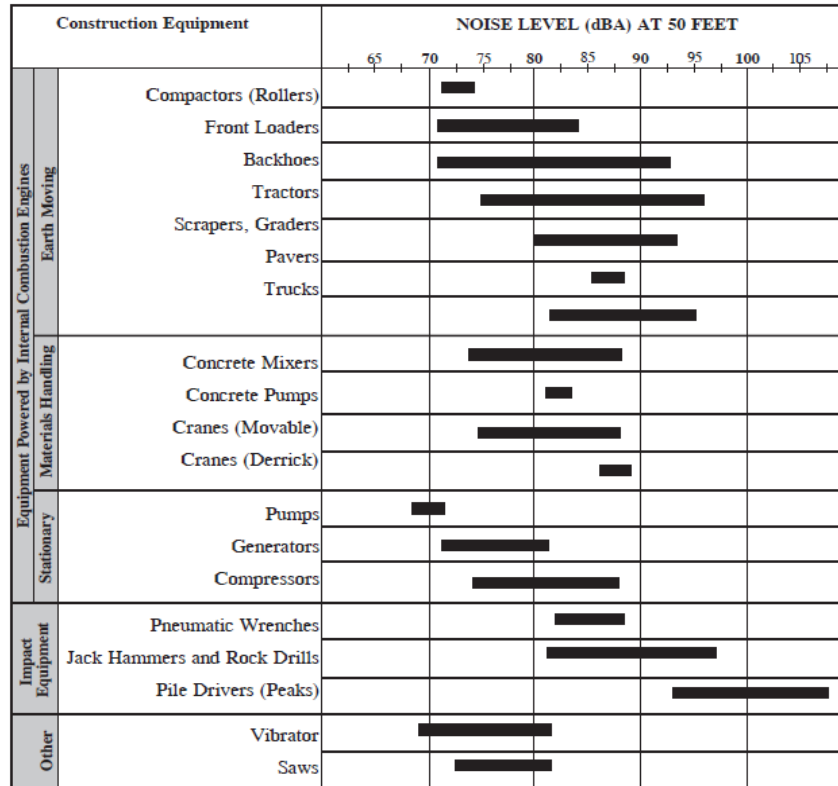 Construction Equipment
NOISE LEVEL (dBA) AT 50 FEET
65 70 75 80 85 90 95 100 105
Equipment Powered by Internal Combustion Engines
Earth Moving
Compactors (Rollers)
Front Loaders
Backhoes
Tractors
Scrapers, Graders
Pavers
Trucks
Materials Handling
Concrete Mixers
Concrete Pumps
Cranes (Movable)
Cranes (Derrick)
Stationary
Pumps
Generators
Compressors
Impact
Equipment
Pneumatic Wrenches
Jack Hammers and Rock Drills
Pile Drivers (Peaks)
Other
Vibrator
Saws